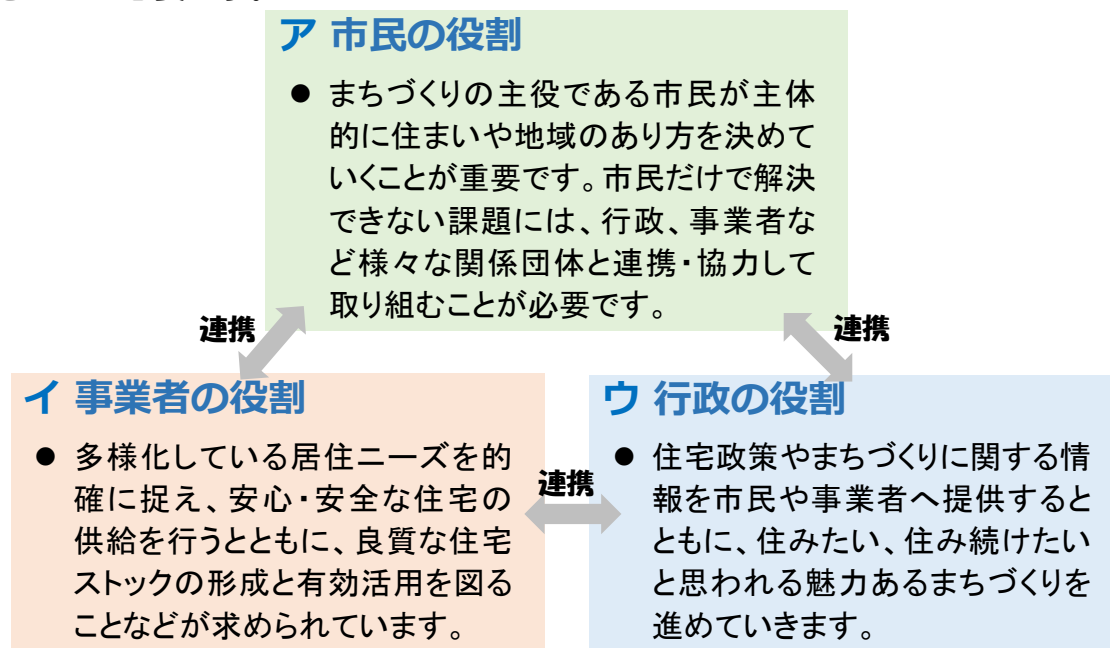 ア 市民の役割
● まちづくりの主役である市民が主体
的に住まいや地域のあり方を決めて
いくことが重要です。市民だけで解決
できない課題には、行政、事業者な
ど様々な関係団体と連携・協力して
取り組むことが必要です。
連携
連携
イ 事業者の役割
● 多様化している居住ニーズを的
確に捉え、安心・安全な住宅の
供給を行うとともに、良質な住宅
ストックの形成と有効活用を図る
ことなどが求められています。
連携
ウ 行政の役割
● 住宅政策やまちづくりに関する情
報を市民や事業者へ提供すると
ともに、住みたい、住み続けたい
と思われる魅力あるまちづくりを
進めていきます。